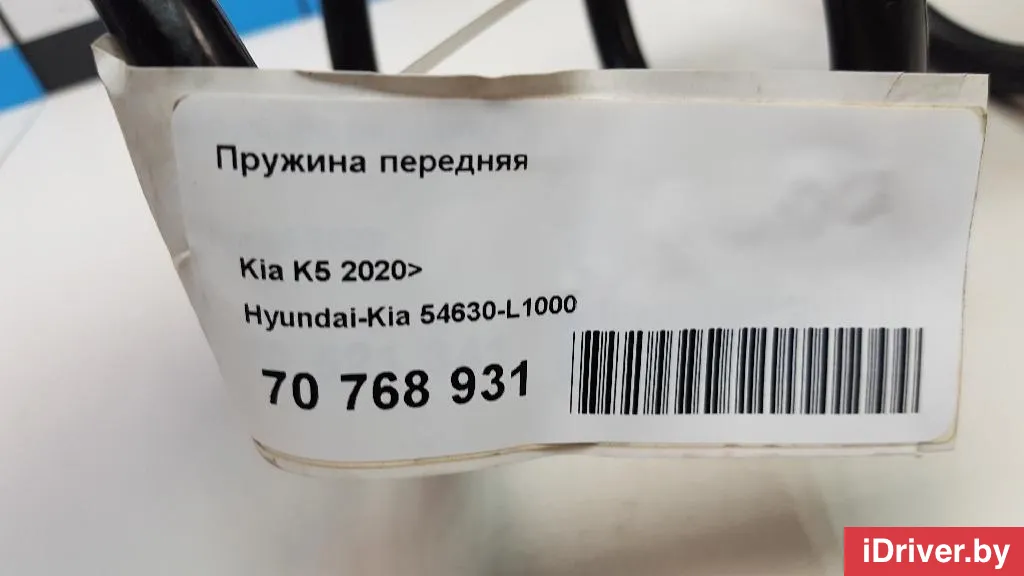 Пружина передняя
Kia K5 2020>
Hyundai-Kia 54630-L1000
70 768 931
iDriver.by